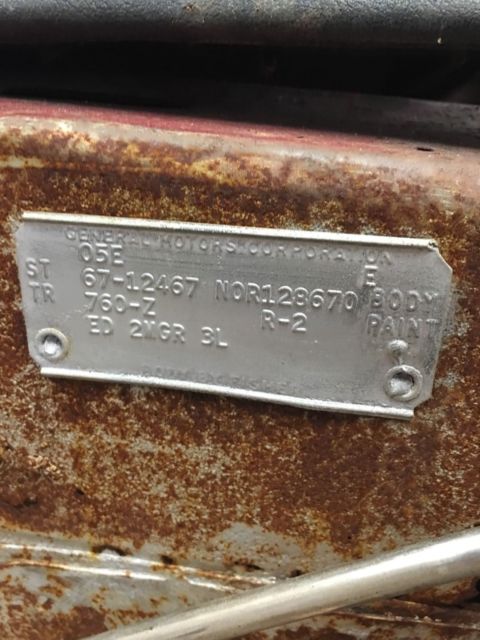 GENERAL MOTORS CORPORATION
05E E
ST 67-12467 NOR128670 BODY
TR 760-Z R-2 PAINT
ED 2MGR 3L